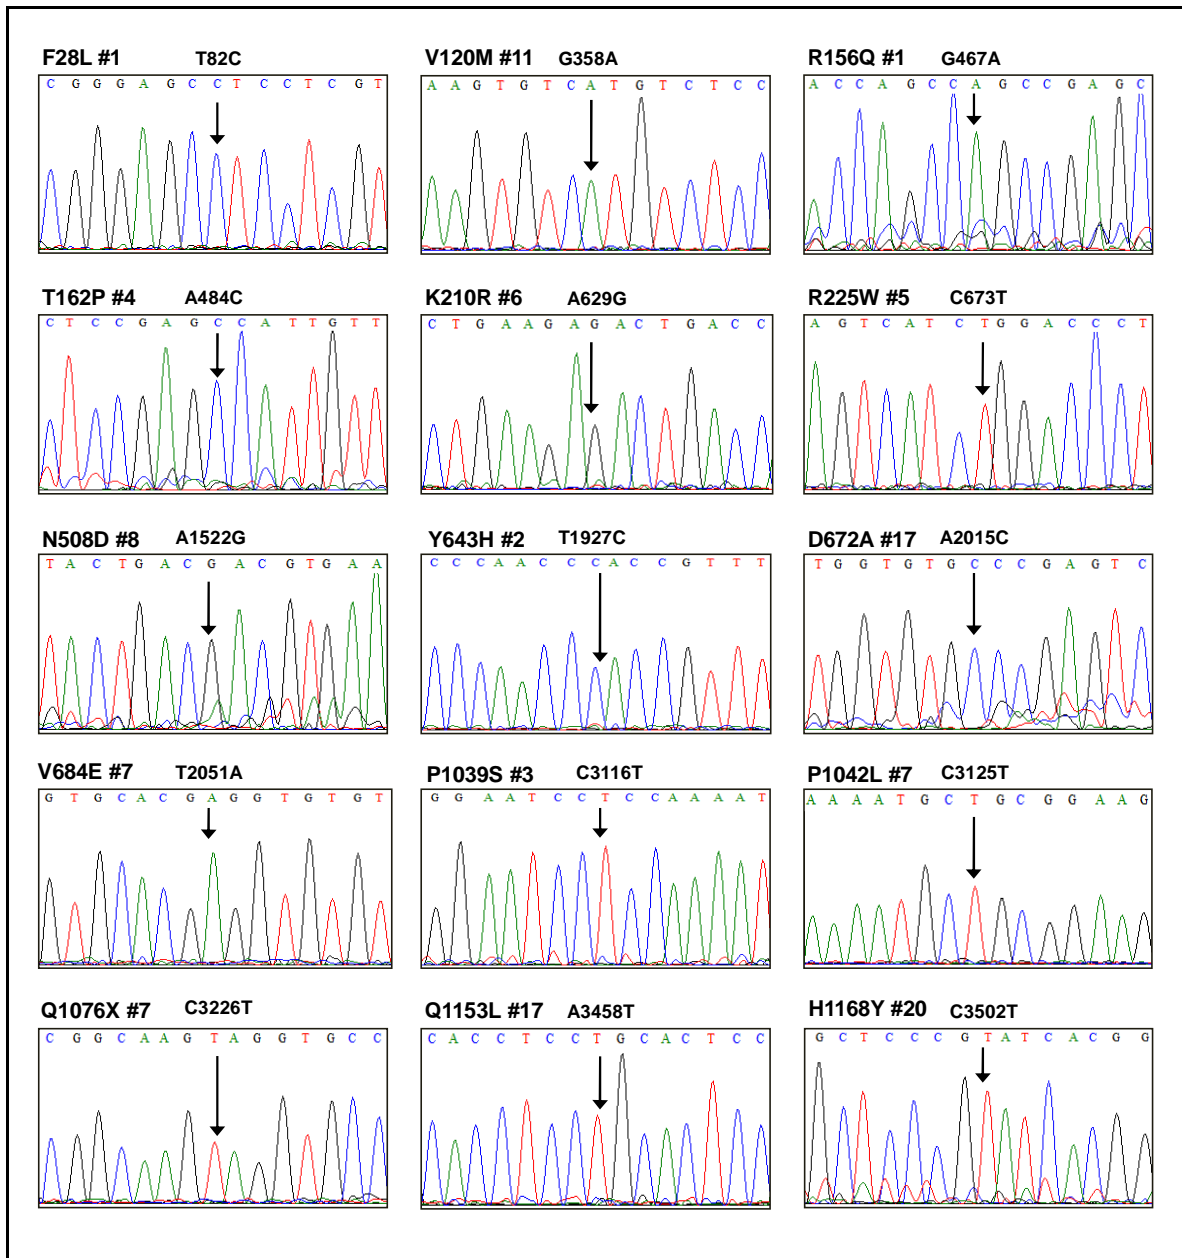 F28L #1 T82C
C G G G A G C C T C C T C G T
V120M #11 G358A
A A G T G T C A T G T C T C C
R156Q #1 G467A
A C C A G C C A G C C G A G C
T162P #4 A484C
C T C C G A G C C A T T G T T
K210R #6 A629G
C T G A A G A G A C T G A C C
R225W #5 C673T
A G T C A T C T G G A C C C T
N508D #8 A1522G
T A C T G A C G A C G T G A A
Y643H #2 T1927C
C C C A A C C C A C C G T T T
D672A #17 A2015C
T G G T G T G C C C G A G T C
V684E #7 T2051A
G T G C A C G A G G T G T G T
P1039S #3 C3116T
G G A A T C C T C C A A A A T
P1042L #7 C3125T
A A A A T G C T G C G G A A G
Q1076X #7 C3226T
C G G C A A G T A G G T G C C
Q1153L #17 A3458T
C A C C T C C T G C A C T C C
H1168Y #20 C3502T
G C T C C C G T A T C A C G G